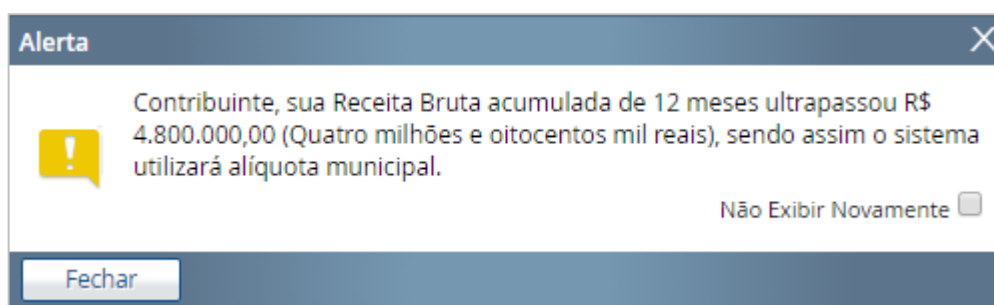 Alerta
Contribuinte, sua Receita Bruta acumulada de 12 meses ultrapassou R$
4.800.000,00 (Quatro milhões e oitocentos mil reais), sendo assim o sistema
utilizará alíquota municipal.
Não Exibir Novamente
Fechar